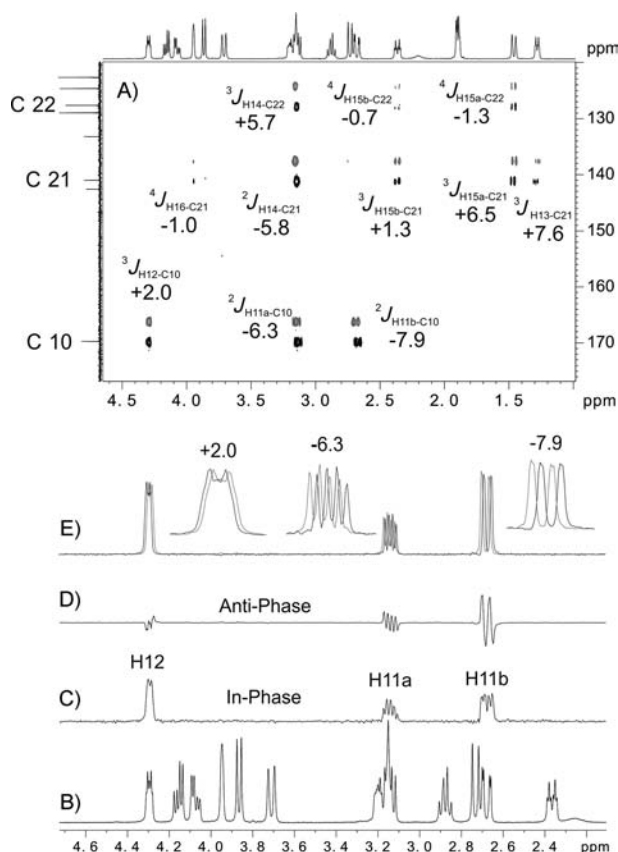 ppm
A)
C 22
C 21
C 10
130
140
150
160
170
ppm
3JH14-C22
+5.7
4JH15b-C22
-0.7
4JH15a-C22
-1.3
4JH16-C21
-1.0
2JH14-C21
-5.8
3JH15b-C21
+1.3
3JH15a-C21
+6.5
3JH13-C21
+7.6
3JH12-C10
+2.0
2JH11a-C10
-6.3
2JH11b-C10
-7.9
4.5 4.0 3.5 3.0 2.5 2.0 1.5 ppm
+2.0 -6.3 -7.9
E)
D) Anti-Phase
H12 H11a H11b
C) In-Phase
B)
4.6 4.4 4.2 4.0 3.8 3.6 3.4 3.2 3.0 2.8 2.6 2.4 ppm